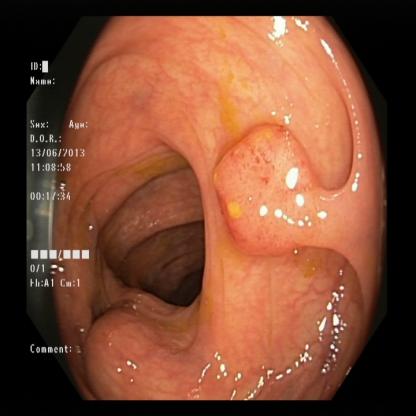 ID:
Name:
Sex: Age:
D.O.B.:
13/06/2013
11:08:58
00:17:34
0/1
Eh:A1 Cm:1
Comment: